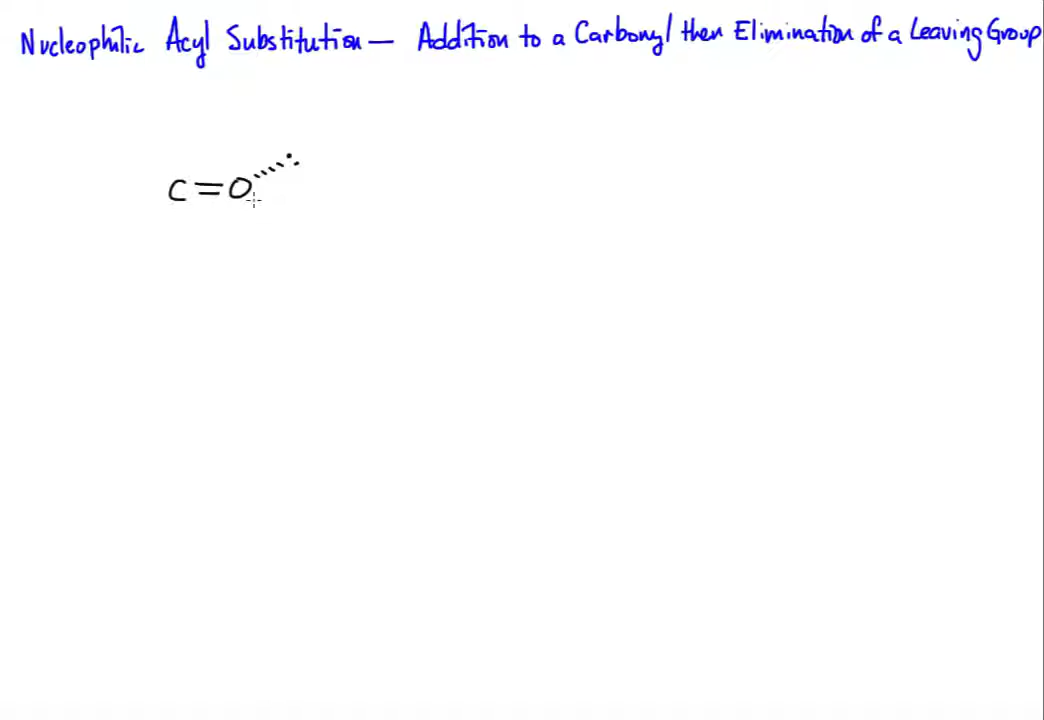 Nucleophilic Acyl Substitution — Addition to a Carbonyl then Elimination of a Leaving Group
C=O